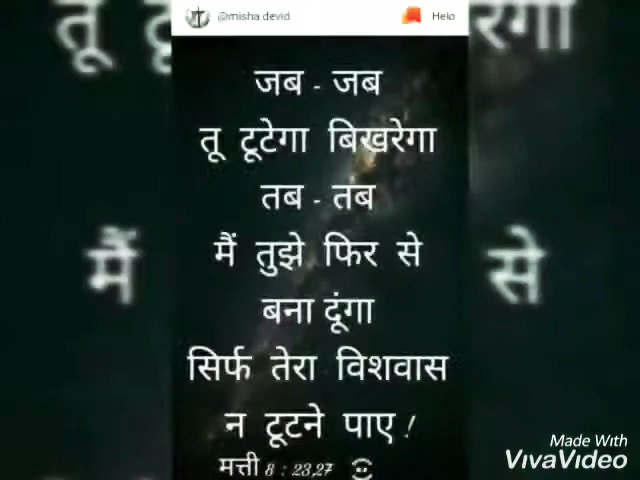 @misha devid Helo
जब - जब
तू टूटेगा बिखरेगा
तब - तब
मैं तुझे फिर से
बना दूंगा
सिर्फ तेरा विशवास
न टूटने पाए !
मत्ती 8 : 23,27
Made With
VivaVideo